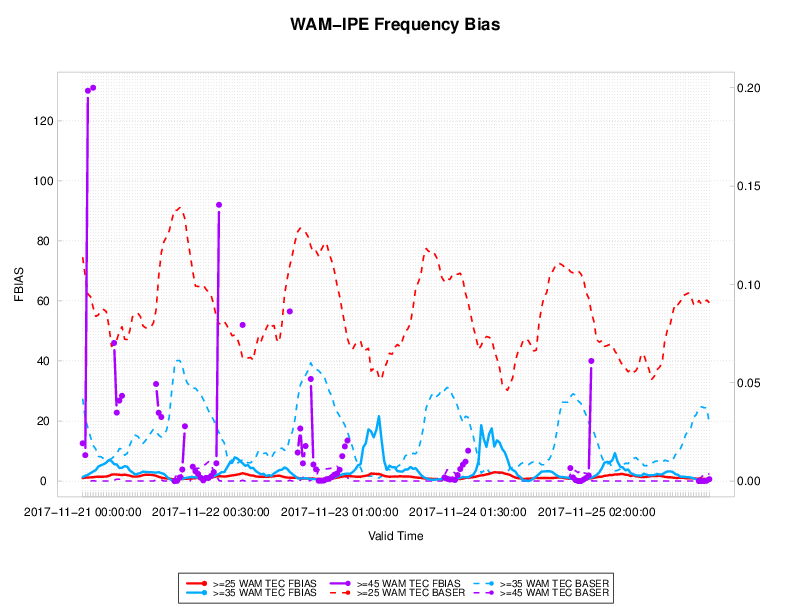 WAM−IPE Frequency Bias
120
100
80
60
40
20
0
FBIAS
0.20
0.15
0.10
0.05
0.00
2017−11−21 00:00:00
2017−11−22 00:30:00
2017−11−23 01:00:00
2017−11−24 01:30:00
2017−11−25 02:00:00
Valid Time
>=25 WAM TEC FBIAS
>=45 WAM TEC FBIAS
>=35 WAM TEC BASER
>=35 WAM TEC FBIAS
>=25 WAM TEC BASER
>=45 WAM TEC BASER